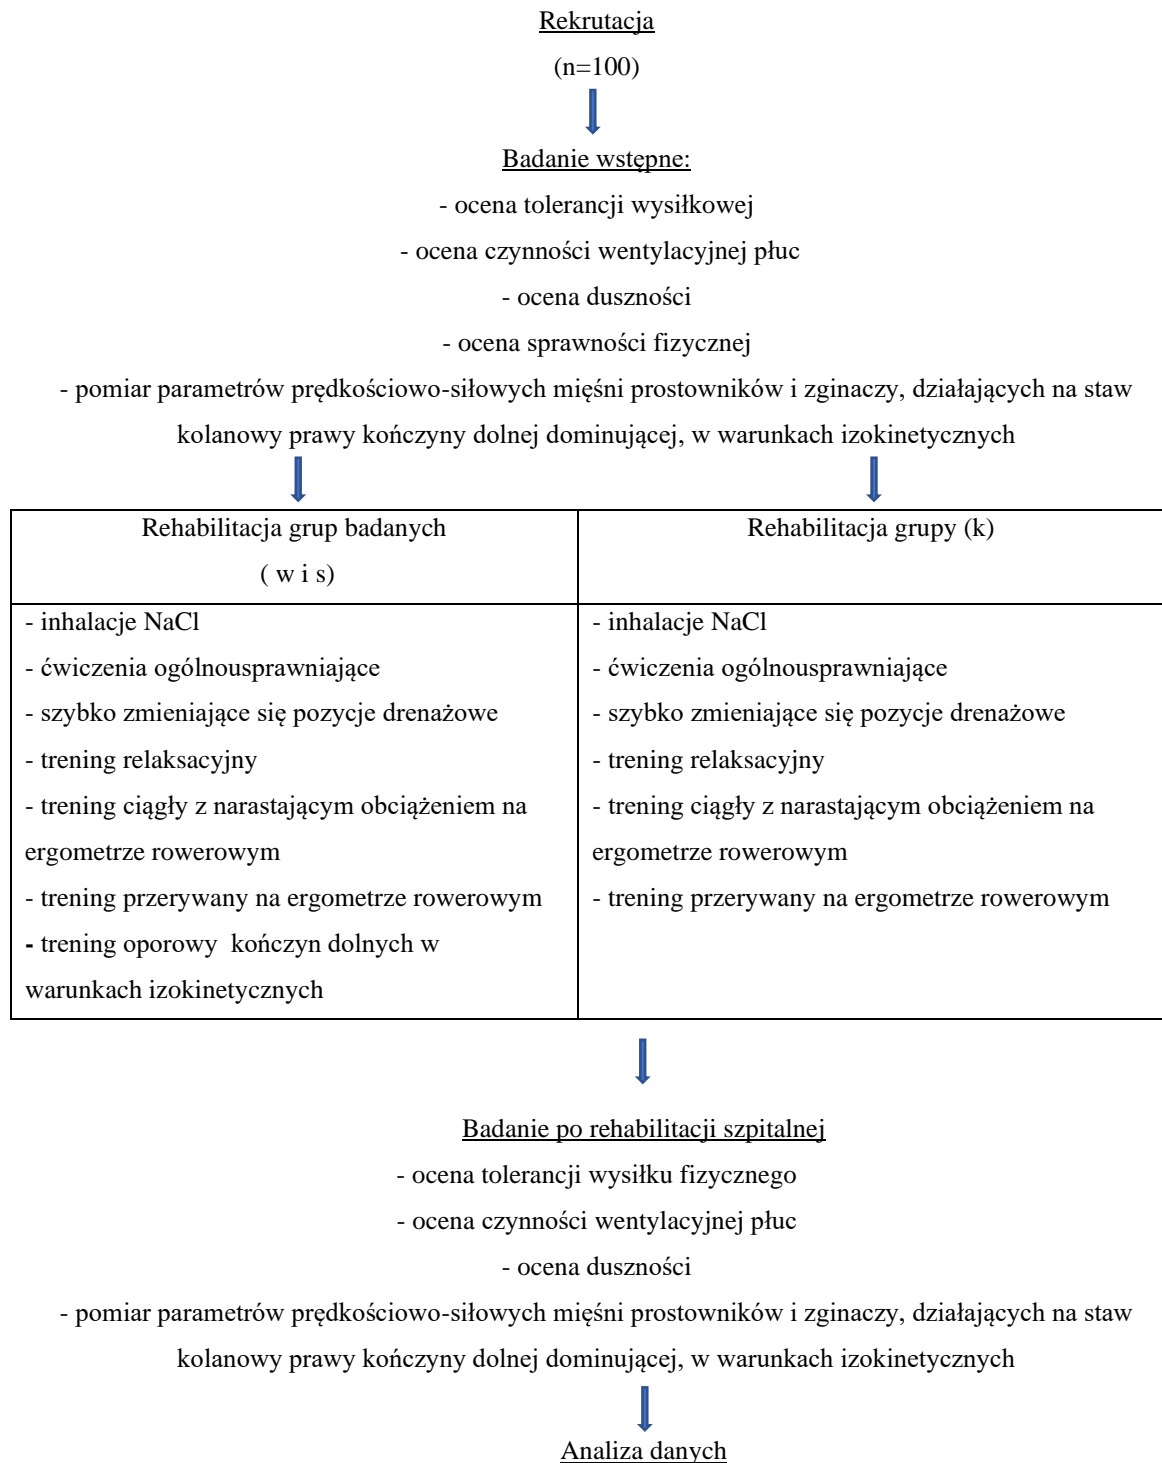 Rekrutacja
(n=100)
Badanie wstępne:
- ocena tolerancji wysiłkowej
- ocena czynności wentylacyjnej płuc
- ocena duszności
- ocena sprawności fizycznej
- pomiar parametrów prędkościowo-siłowych mięśni prostowników i zginaczy, działających na staw
kolanowy prawy kończyny dolnej dominującej, w warunkach izokinetycznych
Rehabilitacja grup badanych
( w i s)
- inhalacje NaCl
- ćwiczenia ogólnousprawniające
- szybko zmieniające się pozycje drenażowe
- trening relaksacyjny
- trening ciągły z narastającym obciążeniem na
ergometrze rowerowym
- trening przerywany na ergometrze rowerowym
- trening oporowy  kończyn dolnych w
warunkach izokinetycznych
Rehabilitacja grupy (k)
- inhalacje NaCl
- ćwiczenia ogólnousprawniające
- szybko zmieniające się pozycje drenażowe
- trening relaksacyjny
- trening ciągły z narastającym obciążeniem na
ergometrze rowerowym
- trening przerywany na ergometrze rowerowym
Badanie po rehabilitacji szpitalnej
- ocena tolerancji wysiłku fizycznego
- ocena czynności wentylacyjnej płuc
- ocena duszności
- pomiar parametrów prędkościowo-siłowych mięśni prostowników i zginaczy, działających na staw
kolanowy prawy kończyny dolnej dominującej, w warunkach izokinetycznych
Analiza danych